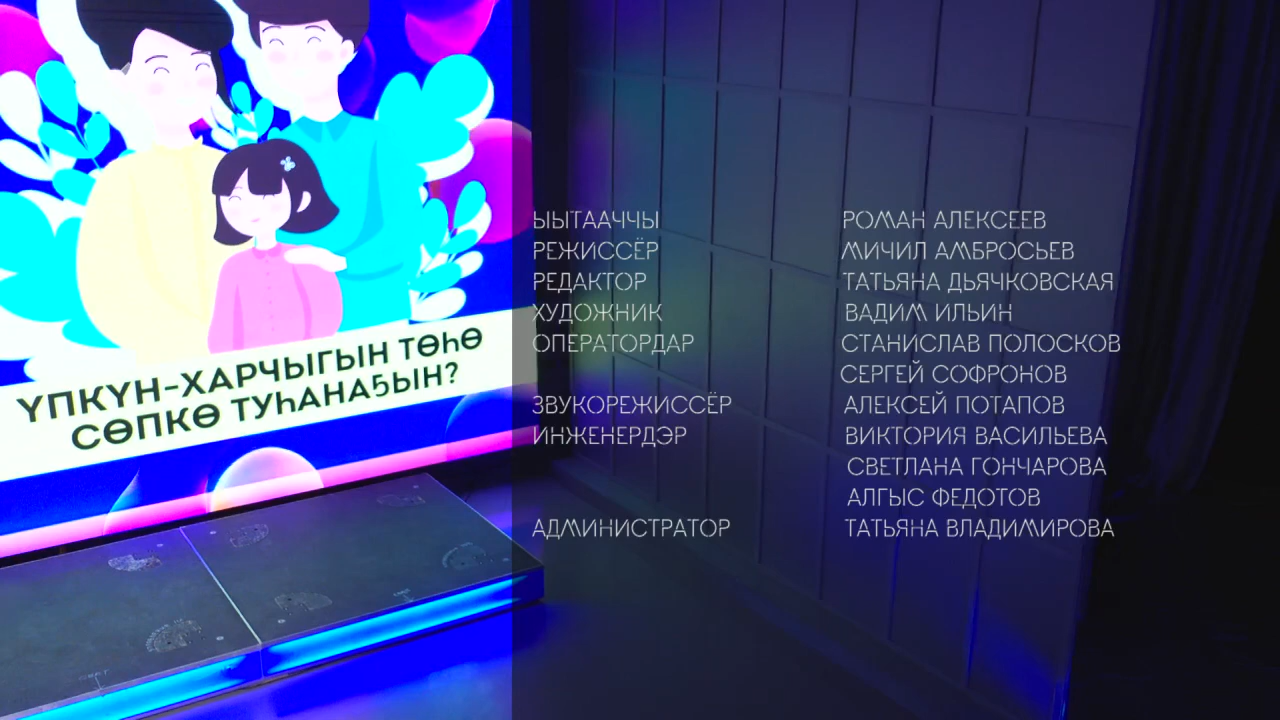 ҮПКҮН-ХАРЧЫГЫН ТӨҺӨ
СӨПКӨ ТУҺАНАҔЫН?
ЫЫТААЧЧЫ РОМАН АЛЕКСЕЕВ
РЕЖИССЁР МИЧИЛ АМБРОСЬЕВ
РЕДАКТОР ТАТЬЯНА ДЬЯЧКОВСКАЯ
ХУДОЖНИК ВАДИМ ИЛЬИН
ОПЕРАТОРДАР СТАНИСЛАВ ПОЛОСКОВ
СЕРГЕЙ СОФРОНОВ
ЗВУКОРЕЖИССЁР АЛЕКСЕЙ ПОТАПОВ
ИНЖЕНЕРДЭР ВИКТОРИЯ ВАСИЛЬЕВА
СВЕТЛАНА ГОНЧАРОВА
АЛГЫС ФЕДОТОВ
АДМИНИСТРАТОР ТАТЬЯНА ВЛАДИМИРОВА